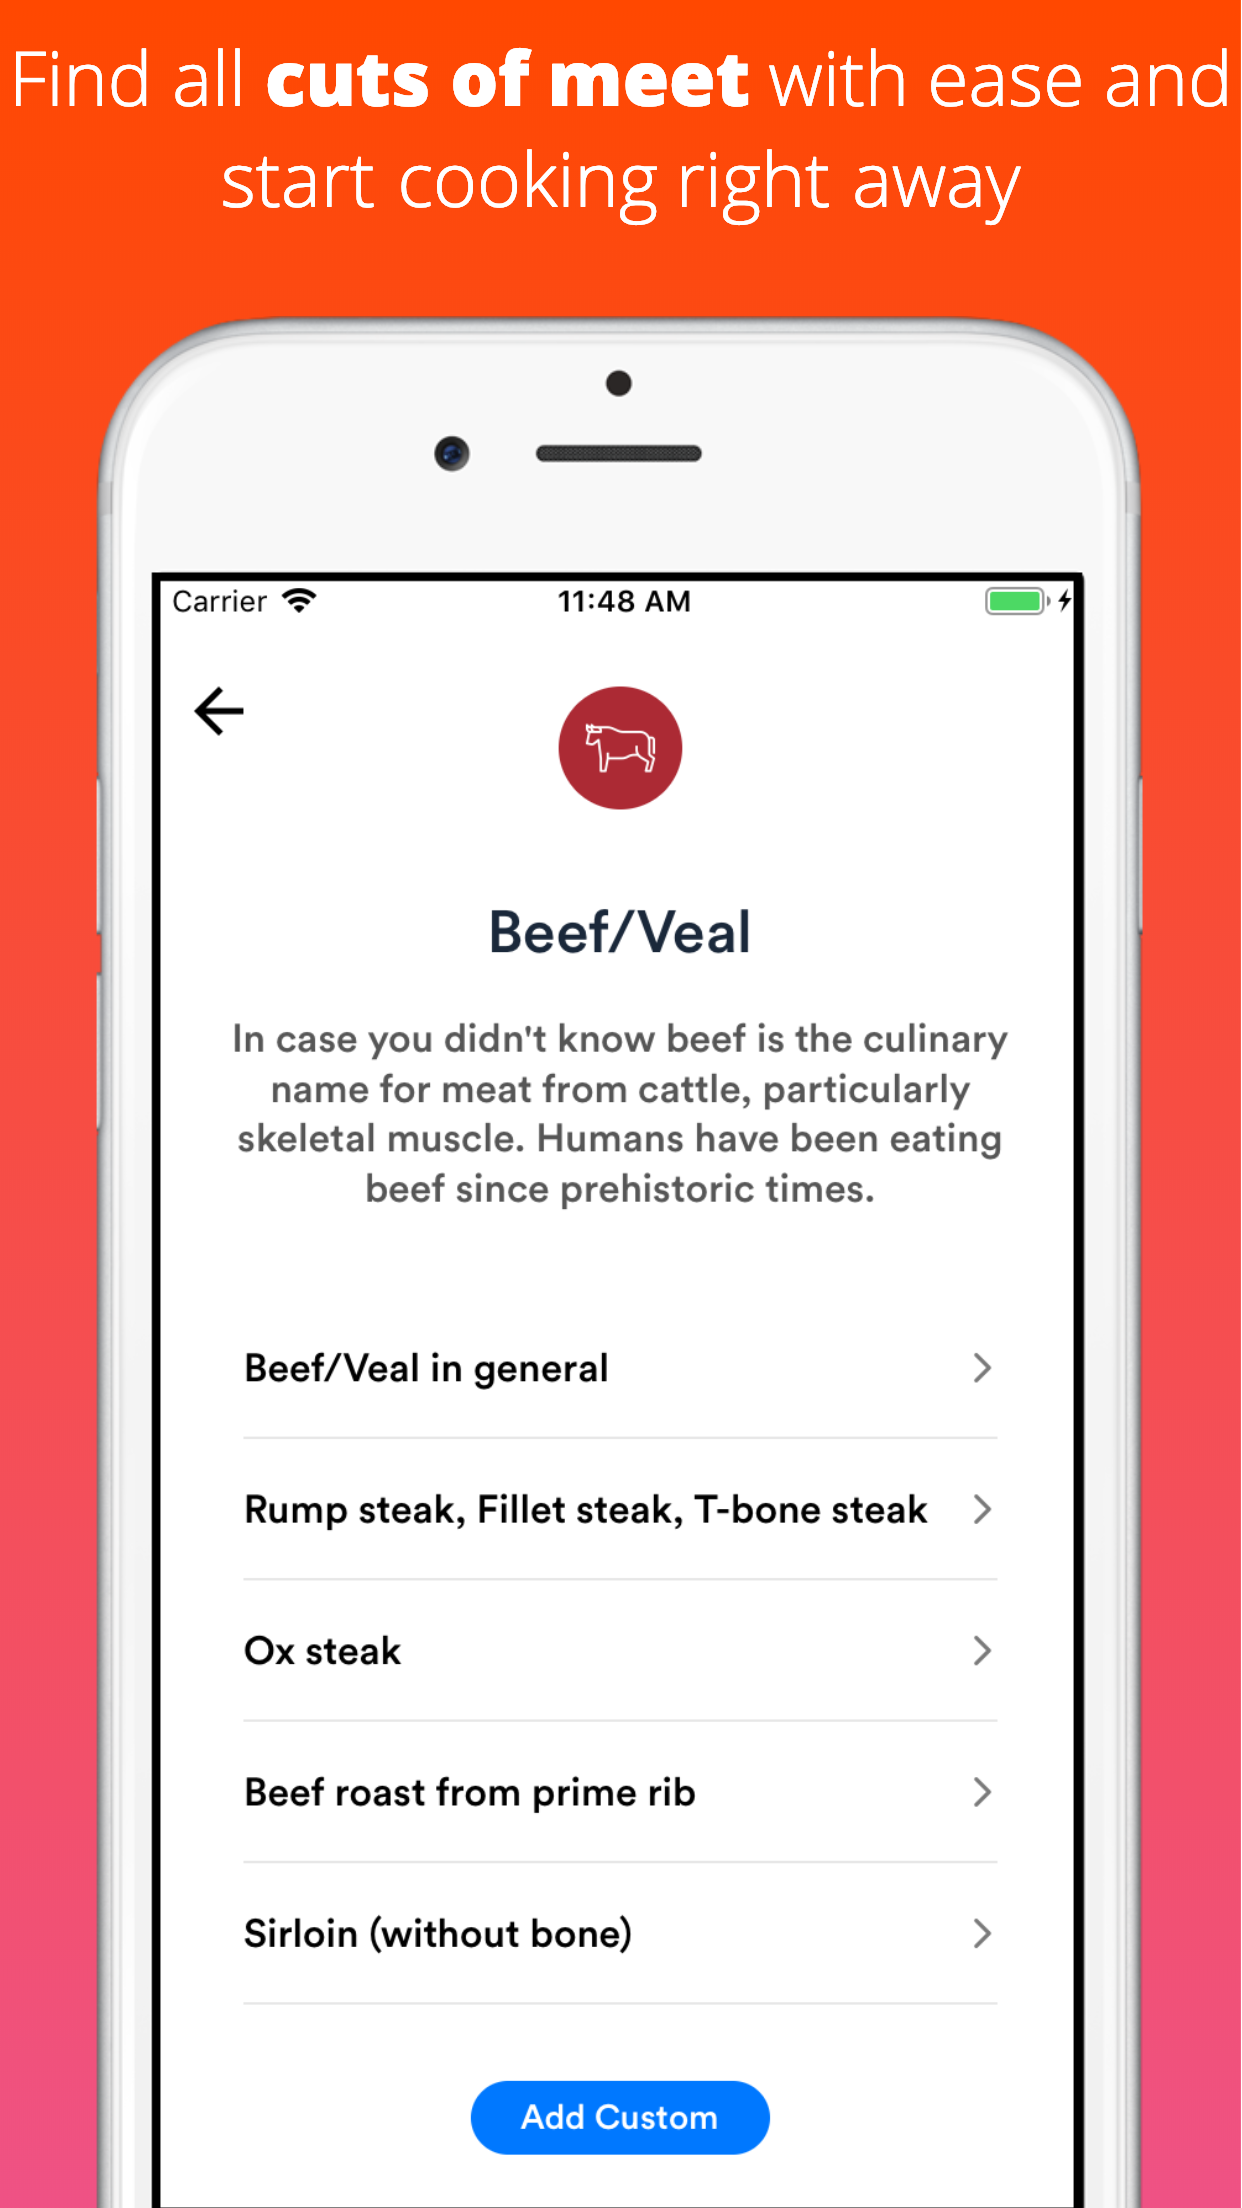 Find all cuts of meet with ease and
start cooking right away
Carrier
11:48 AM
Beef/Veal
In case you didn't know beef is the culinary
name for meat from cattle, particularly
skeletal muscle. Humans have been eating
beef since prehistoric times.
Beef/Veal in general
Rump steak, Fillet steak, T-bone steak
Ox steak
Beef roast from prime rib
Sirloin (without bone)
Add Custom